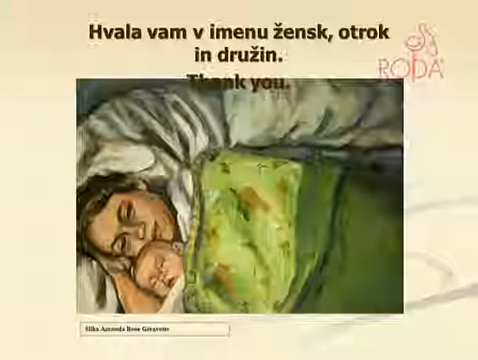 Hvala vam v imenu žensk, otrok
in družin.
RODA
Thank you.